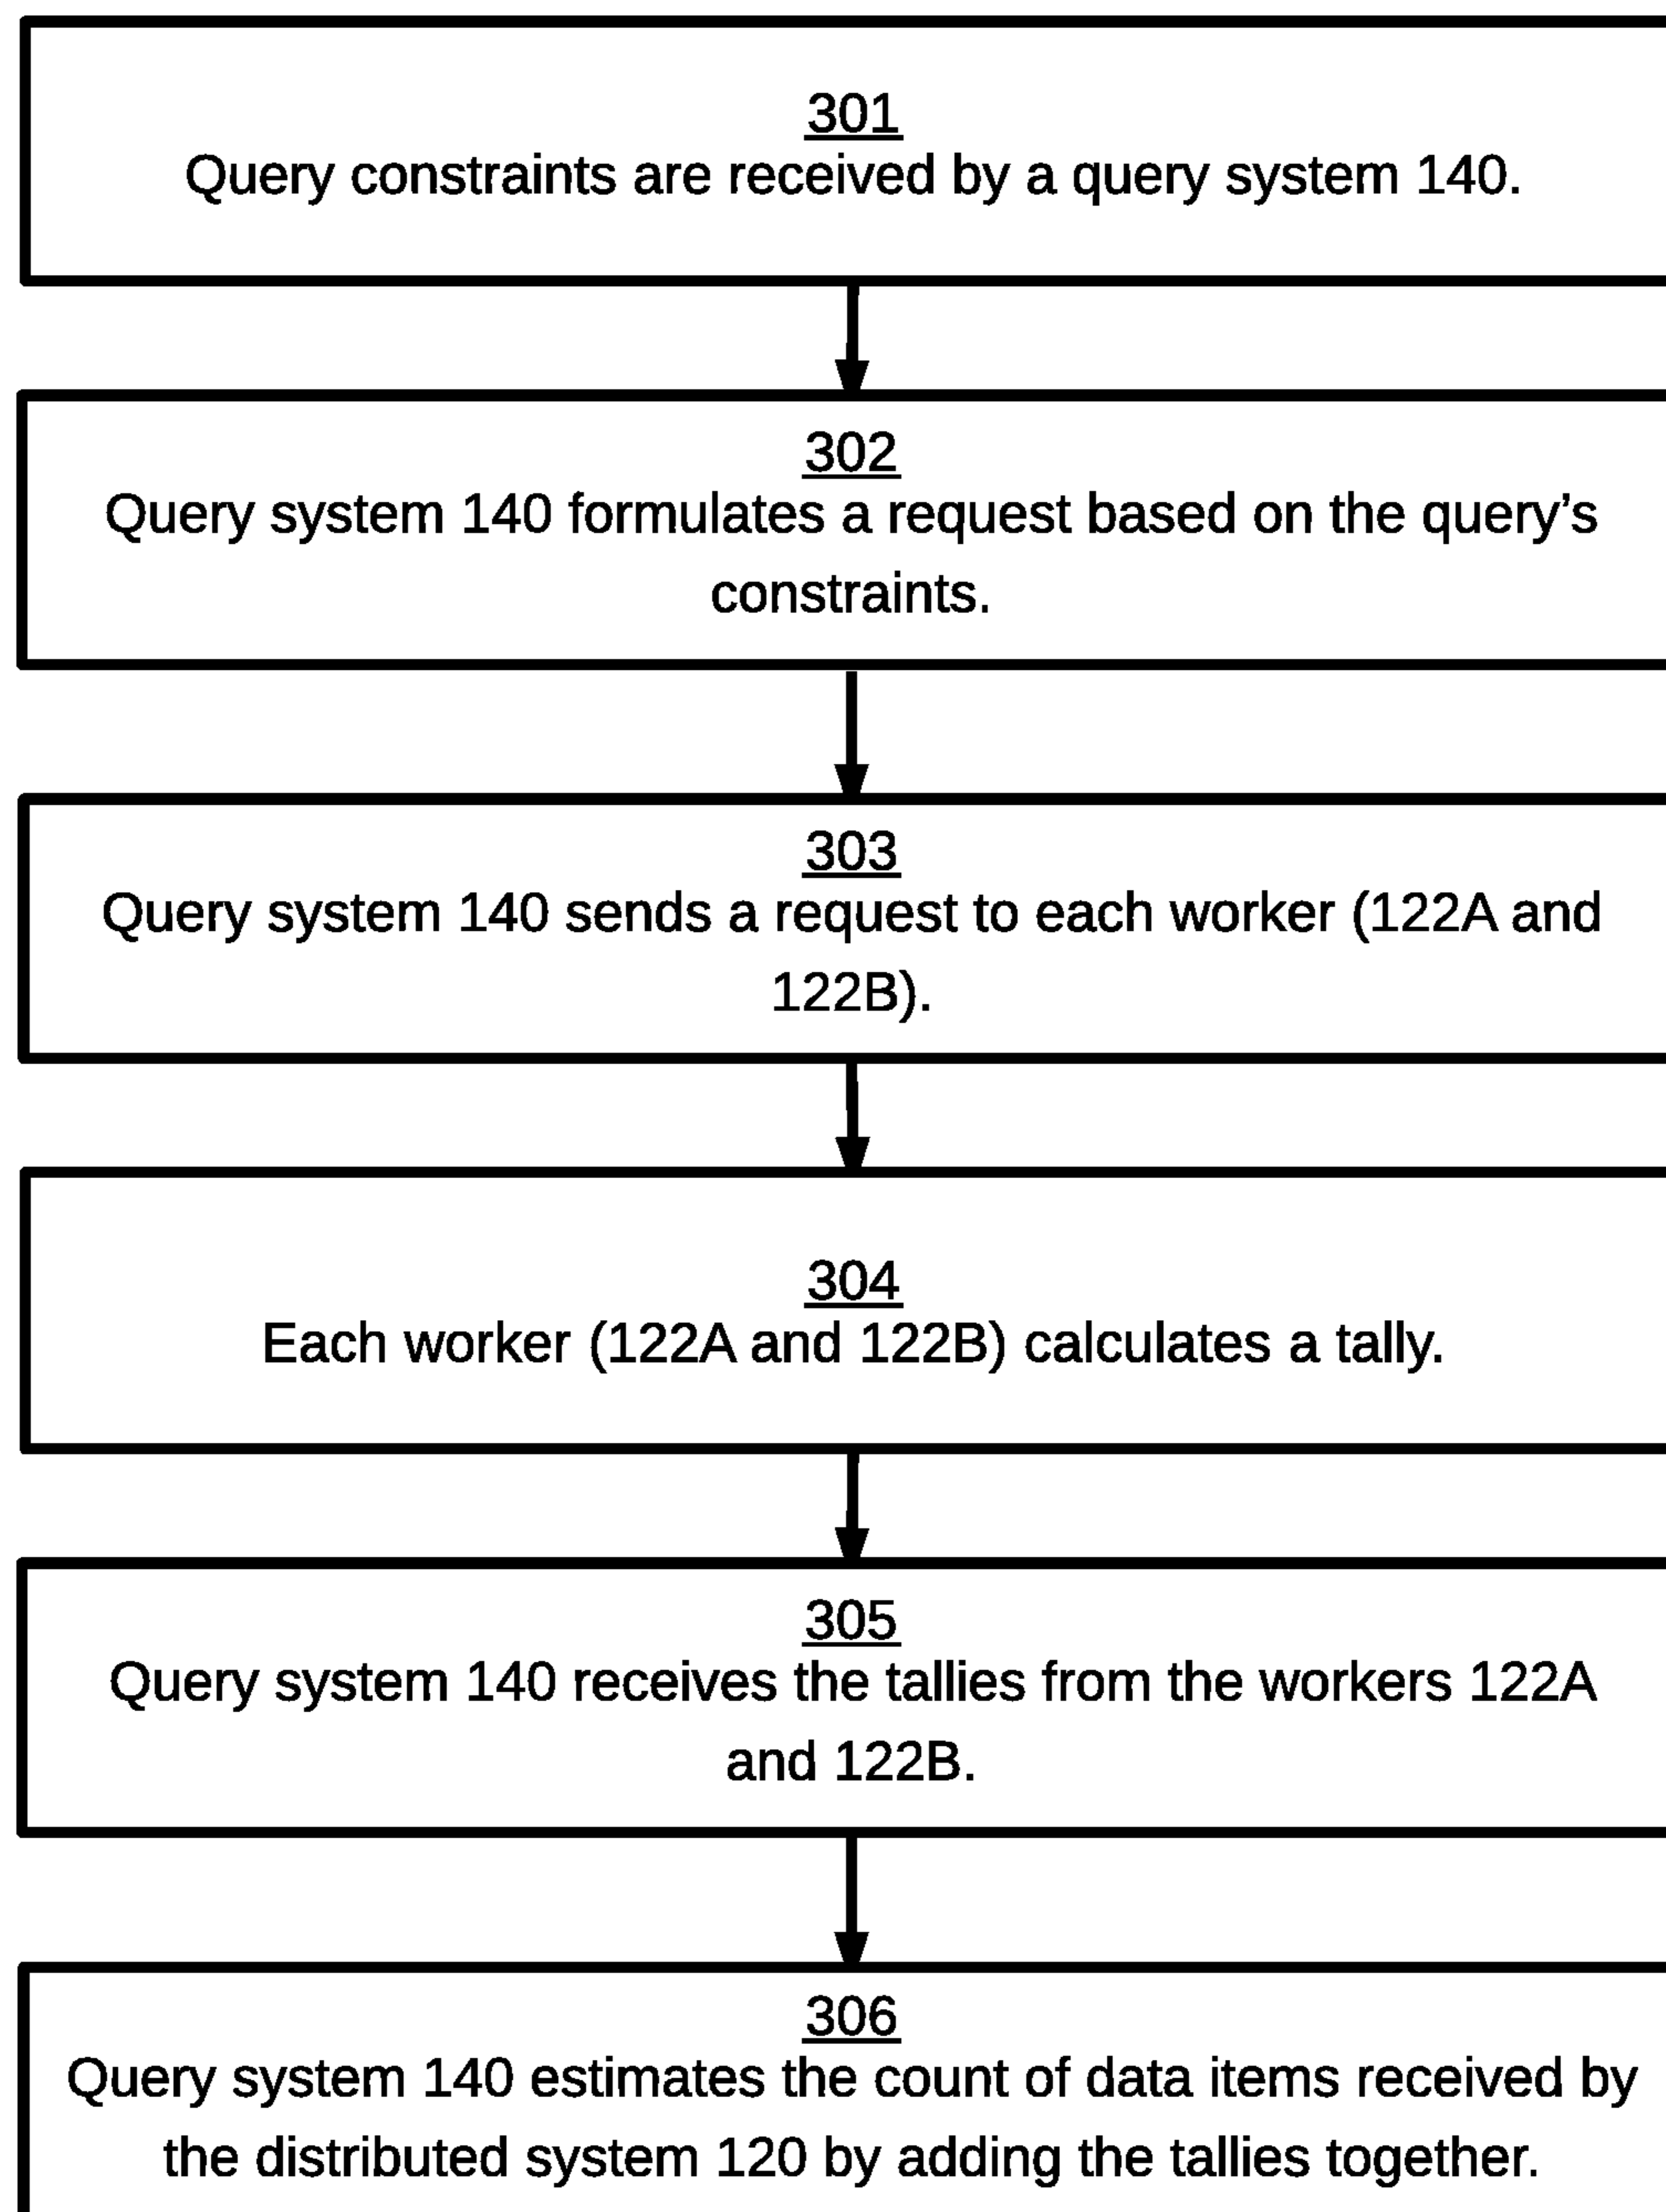 301
Query constraints are received by a query system 140.
302
Query system 140 formulates a request based on the query’s
constraints.
303
Query system 140 sends a request to each worker (122A and
122B).
304
Each worker (122A and 122B) calculates a tally.
305
Query system 140 receives the tallies from the workers 122A
and 122B.
306
Query system 140 estimates the count of data items received by
the distributed system 120 by adding the tallies together.